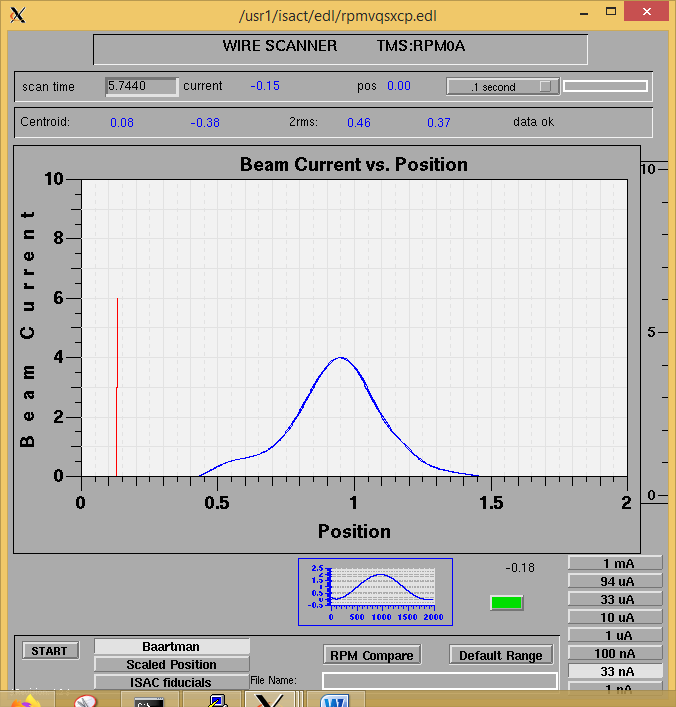 /usr1/isact/edl/rpmvqsxcp.edl
WIRE SCANNER TMS:RPM0A
scan time 5.7440 current -0.15 pos 0.00 .1 second
Centroid: 0.08 -0.38 2rms: 0.46 0.37 data ok
Beam Current vs. Position
Beam Current
10
8
6
4
2
0
0 0.5 1 1.5 2
Position
10
5
0
2.5
1.5
0.5
-0.5
0 500 1000 1500 2000
-0.18
1 mA
94 uA
33 uA
10 uA
1 uA
100 nA
33 nA
1 nA
START
Baartman
Scaled Position
ISAC fiducials
RPM Compare
Default Range
File Name: